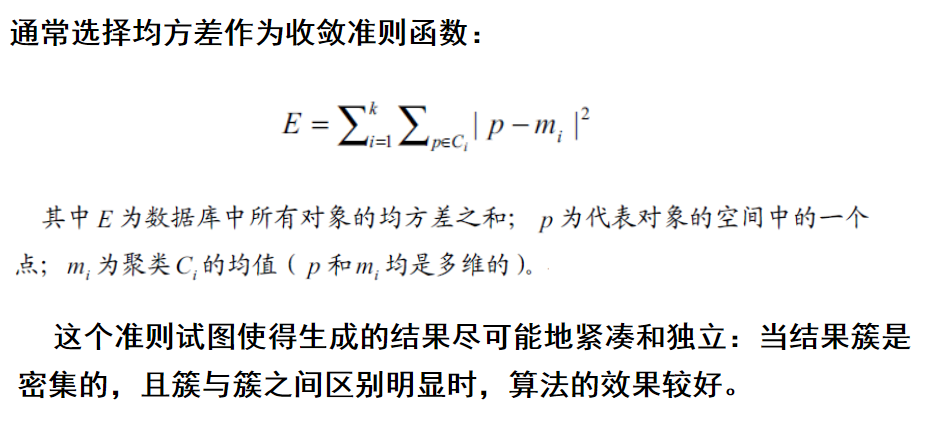 通常选择均方差作为收敛准则函数：
E = ∑_{i=1}^{k} ∑_{p∈C_i} | p − m_i |^2
其中 E 为数据库中所有对象的均方差之和； p 为代表对象的空间中的一个
点； m_i 为聚类 C_i 的均值（ p 和 m_i 均是多维的）。
这个准则试图使得生成的结果尽可能地紧凑和独立：当结果簇是
密集的，且簇与簇之间区别明显时，算法的效果较好。